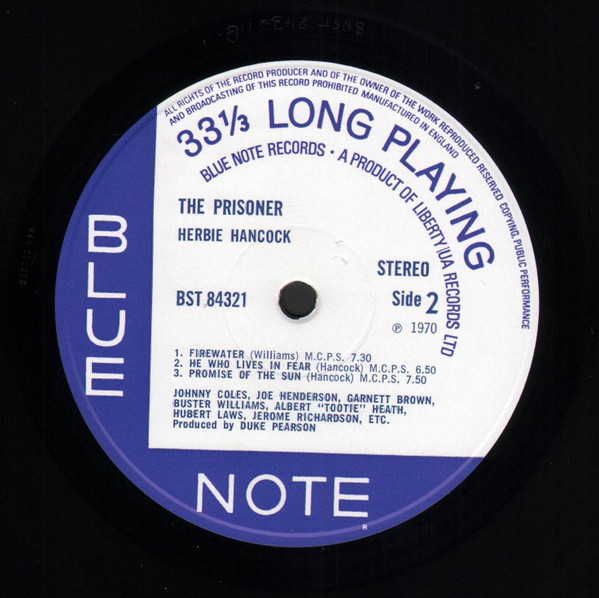 ALL RIGHTS OF THE RECORD PRODUCER AND OF THE OWNER OF THE WORK REPRODUCED RESERVED COPYING, PUBLIC PERFORMANCE
AND BROADCASTING OF THIS RECORD PROHIBITED MANUFACTURED IN ENGLAND
33⅓ LONG PLAYING
BLUE NOTE RECORDS • A PRODUCT OF LIBERTY/UA RECORDS LTD
THE PRISONER
HERBIE HANCOCK
STEREO
BST 84321
Side 2
℗ 1970
1. FIREWATER (Williams) M.C.P.S. 7.30
2. HE WHO LIVES IN FEAR (Hancock) M.C.P.S. 6.50
3. PROMISE OF THE SUN (Hancock) M.C.P.S. 7.50
JOHNNY COLES, JOE HENDERSON, GARNETT BROWN,
BUSTER WILLIAMS, ALBERT "TOOTIE" HEATH,
HUBERT LAWS, JEROME RICHARDSON, ETC.
Produced by DUKE PEARSON
BLUE
NOTE
R